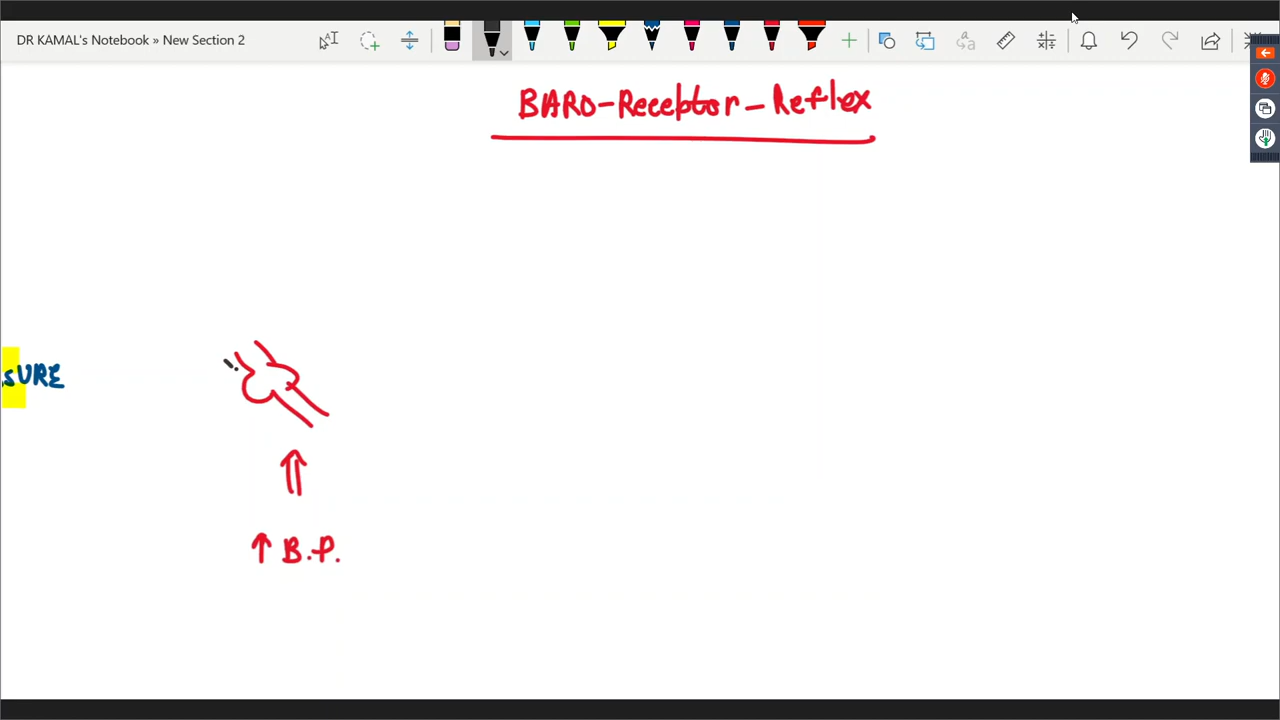 DR KAMAL's Notebook » New Section 2
BARO-Receptor-Reflex
SURE
↑ B.P.